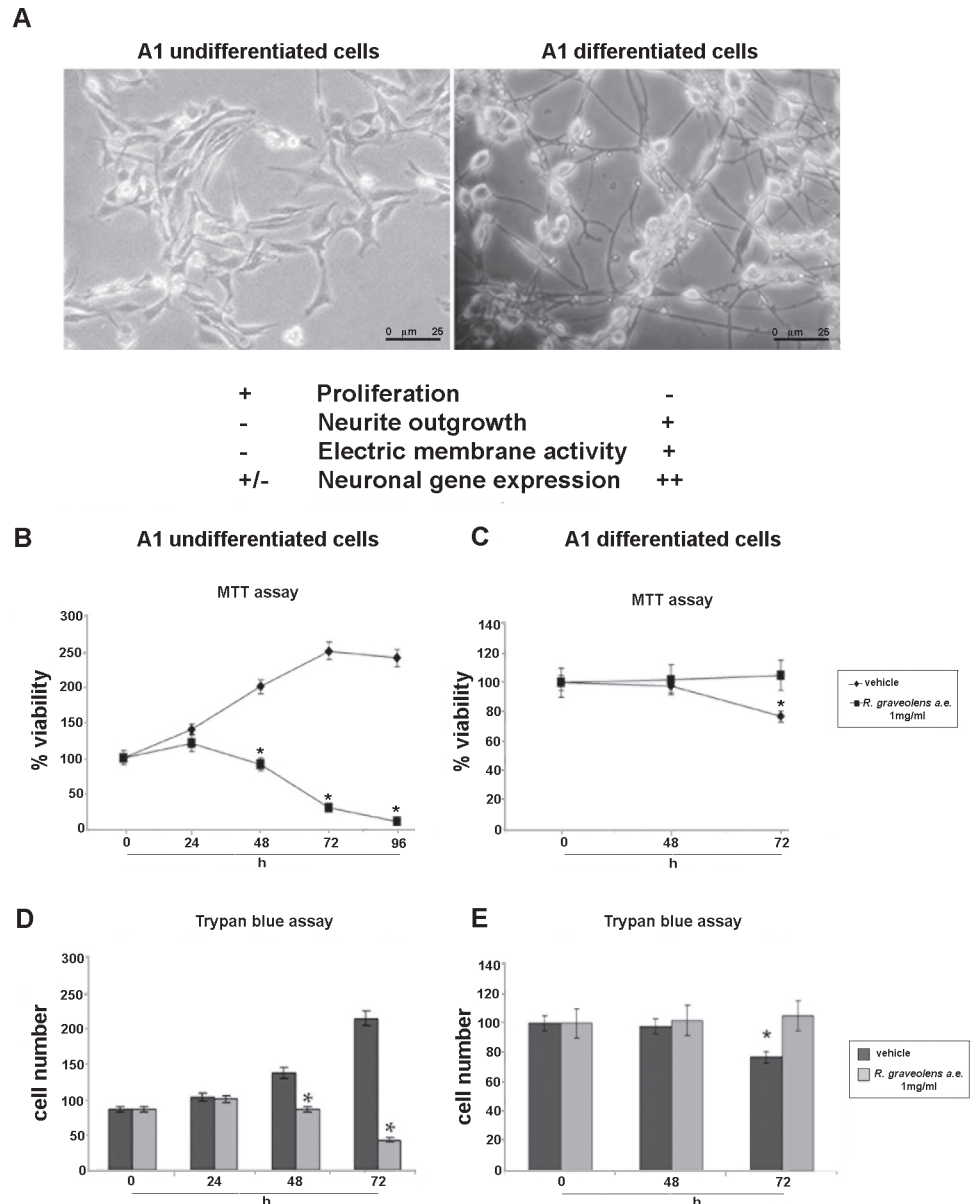 A
A1 undifferentiated cells
A1 differentiated cells
0 μm 25
0 μm 25
+ Proliferation -
- Neurite outgrowth +
- Electric membrane activity +
+/- Neuronal gene expression ++
B
A1 undifferentiated cells
MTT assay
% viability
300
250
200
150
100
50
0
*
*
*
0 24 48 72 96
h
C
A1 differentiated cells
MTT assay
% viability
140
120
100
80
60
40
20
0
*
0 48 72
h
vehicle
R. graveolens a.e.
1mg/ml
D
Trypan blue assay
cell number
300
250
200
150
100
50
0
*
*
0 24 48 72
h
E
Trypan blue assay
cell number
140
120
100
80
60
40
20
0
*
0 48 72
h
vehicle
R. graveolens a.e.
1mg/ml